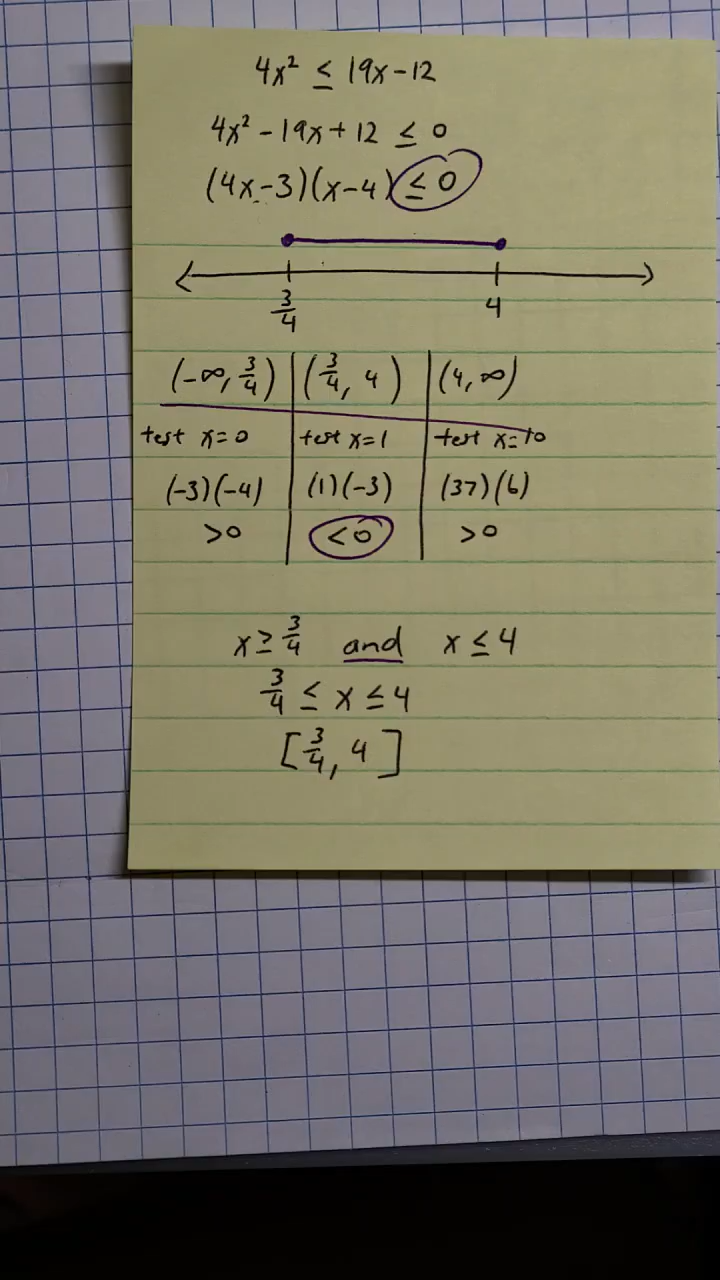 4x² ≤ 19x-12
4x² - 19x + 12 ≤ 0
(4x-3)(x-4) ≤ 0
3/4 4
(-∞, 3/4) (3/4, 4) (4, ∞)
test x=0 test x=1 test x=10
(-3)(-4) (1)(-3) (37)(6)
>0 <0 >0
x ≥ 3/4 and x ≤ 4
3/4 ≤ x ≤ 4
[3/4, 4]